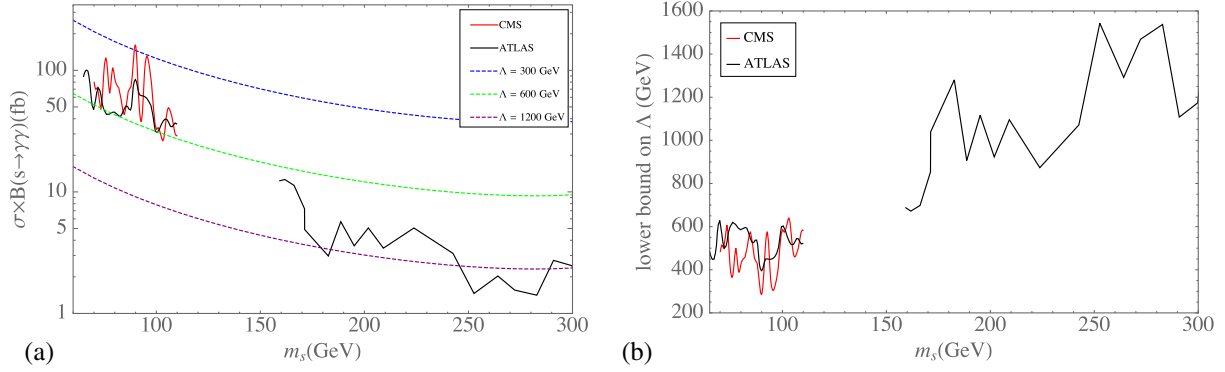 CMS
ATLAS
Λ = 300 GeV
Λ = 600 GeV
Λ = 1200 GeV
σ×B(s→γγ)(fb)
100
50
10
5
1
100
150
200
250
300
m_s(GeV)
(a)
CMS
ATLAS
lower bound on Λ (GeV)
1600
1400
1200
1000
800
600
400
200
100
150
200
250
300
m_s(GeV)
(b)